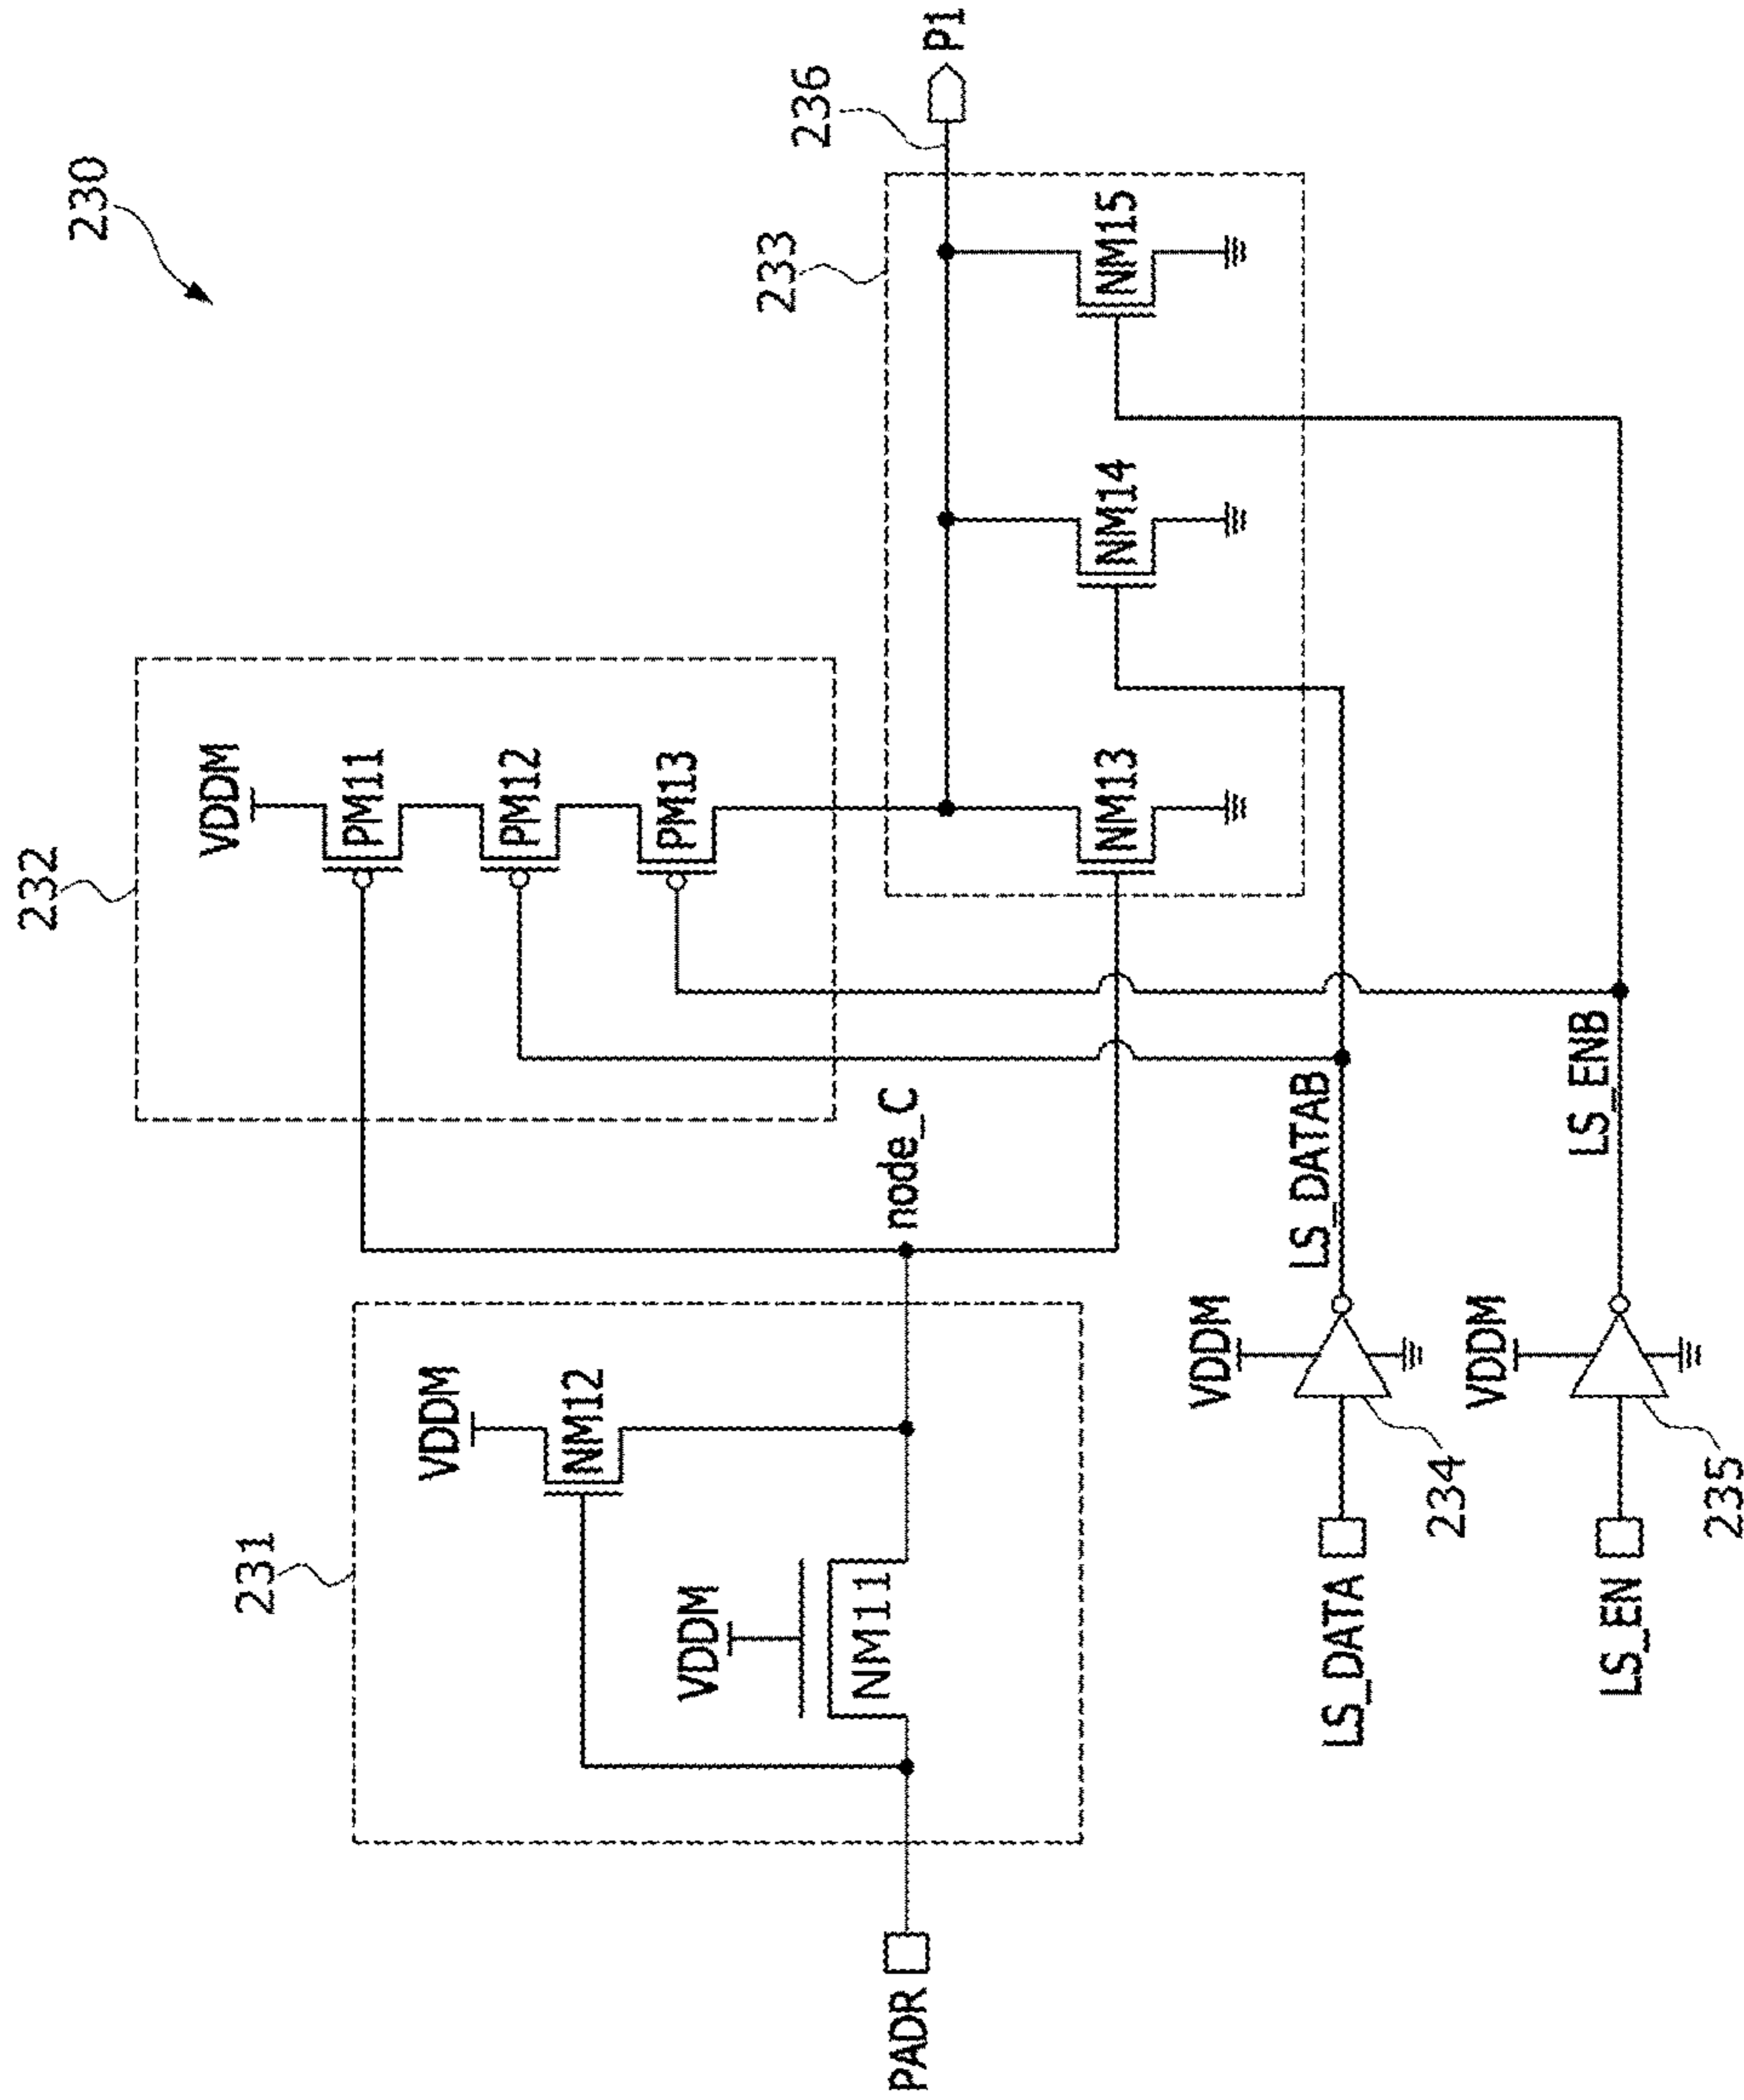 230
232
VDDM
PM11
PM12
PM13
231
VDDM
NM12
VDDM
NM11
PADR
node_C
233
236
P1
NM13
NM14
NM15
VDDM
LS_DATAB
LS_DATA
234
VDDM
LS_ENB
LS_EN
235